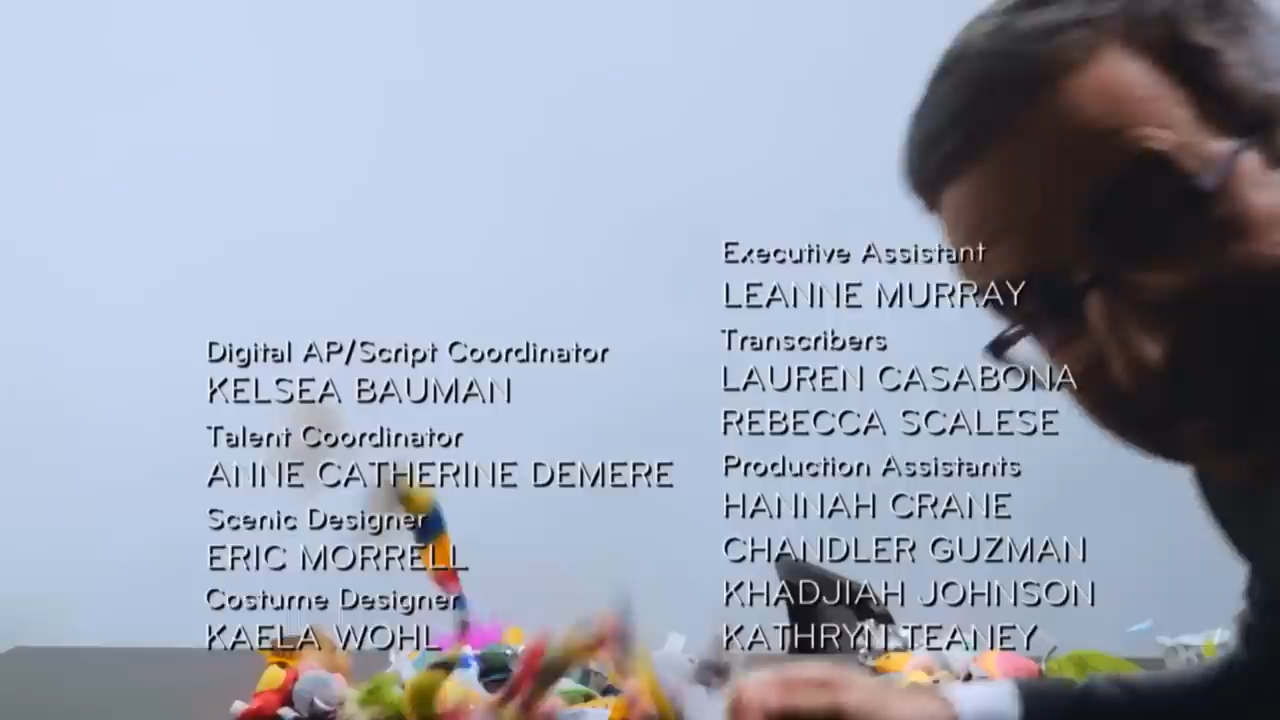 Digital AP/Script Coordinator
KELSEA BAUMAN
Talent Coordinator
ANNE CATHERINE DEMERE
Scenic Designer
ERIC MORRELL
Costume Designer
KAELA WOHL
Executive Assistant
LEANNE MURRAY
Transcribers
LAUREN CASABONA
REBECCA SCALESE
Production Assistants
HANNAH CRANE
CHANDLER GUZMAN
KHADJIAH JOHNSON
KATHRYN TEANEY